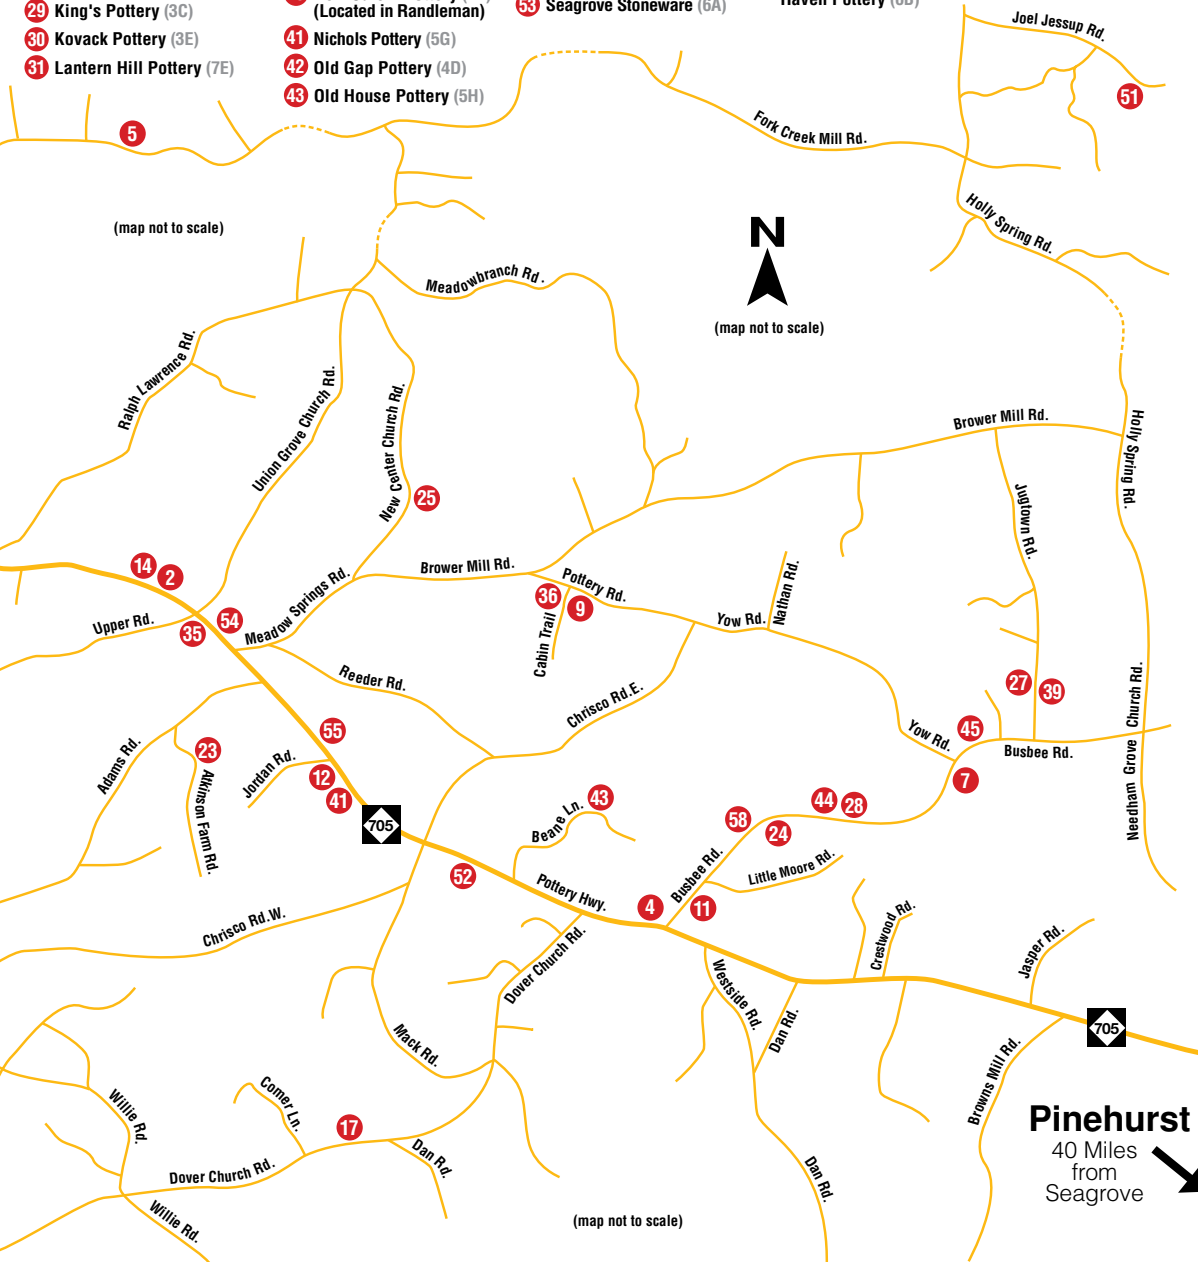 29 King's Pottery (3C)
30 Kovack Pottery (3E)
31 Lantern Hill Pottery (7E)
(Located in Randleman)
41 Nichols Pottery (5G)
42 Old Gap Pottery (4D)
43 Old House Pottery (5H)
53 Seagrove Stoneware (6A)
Haven Pottery
Joel Jessup Rd.
51
5
Fork Creek Mill Rd.
(map not to scale)
Holly Spring Rd.
N
(map not to scale)
Meadowbranch Rd.
Ralph Lawrence Rd.
Union Grove Church Rd.
New Center Church Rd.
25
Brower Mill Rd.
Holly Spring Rd.
Jugtown Rd.
14
2
Brower Mill Rd.
Pottery Rd.
36
9
Cabin Trail
Nathan Rd.
Yow Rd.
Upper Rd.
35
54
Meadow Springs Rd.
Reeder Rd.
Chrisco Rd.E.
27
39
Needham Grove Church Rd.
45
Yow Rd.
Busbee Rd.
7
55
Adams Rd.
23
Atkinson Farm Rd.
Jordan Rd.
12
41
705
Beane Ln.
43
58
24
44
28
52
Pottery Hwy.
4
Busbee Rd.
11
Little Moore Rd.
Chrisco Rd.W.
Dover Church Rd.
Crestwood Rd.
Jasper Rd.
Westside Rd.
Dan Rd.
705
Mack Rd.
Browns Mill Rd.
Willie Rd.
Comer Ln.
17
Dover Church Rd.
Dan Rd.
Dan Rd.
Willie Rd.
(map not to scale)
Pinehurst
40 Miles
from
Seagrove